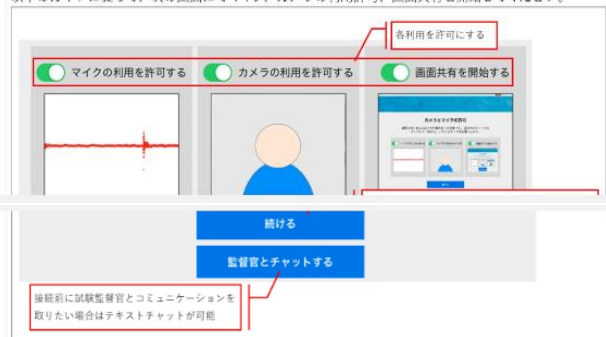 各利用を許可にする
マイクの利用を許可する
カメラの利用を許可する
画面共有を開始する
カメラとマイクの許可
続ける
監督官とチャットする
接続前に試験監督官とコミュニケーションを
取りたい場合はテキストチャットが可能